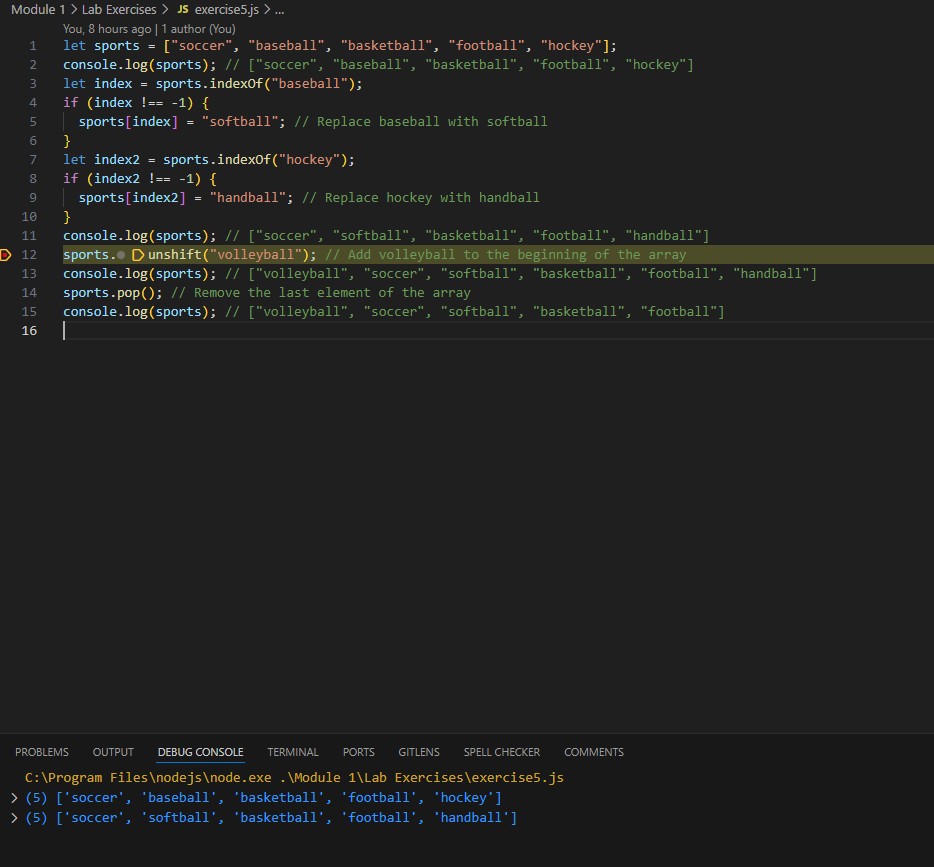 Module 1 > Lab Exercises > JS exercise5.js > ...
You, 8 hours ago | 1 author (You)
1 let sports = ["soccer", "baseball", "basketball", "football", "hockey"];
2 console.log(sports); // ["soccer", "baseball", "basketball", "football", "hockey"]
3 let index = sports.indexOf("baseball");
4 if (index !== -1) {
5 sports[index] = "softball"; // Replace baseball with softball
6 }
7 let index2 = sports.indexOf("hockey");
8 if (index2 !== -1) {
9 sports[index2] = "handball"; // Replace hockey with handball
10 }
11 console.log(sports); // ["soccer", "softball", "basketball", "football", "handball"]
12 sports.unshift("volleyball"); // Add volleyball to the beginning of the array
13 console.log(sports); // ["volleyball", "soccer", "softball", "basketball", "football", "handball"]
14 sports.pop(); // Remove the last element of the array
15 console.log(sports); // ["volleyball", "soccer", "softball", "basketball", "football"]
16
PROBLEMS OUTPUT DEBUG CONSOLE TERMINAL PORTS GITLENS SPELL CHECKER COMMENTS
C:\Program Files\nodejs\node.exe .\Module 1\Lab Exercises\exercise5.js
> (5) ['soccer', 'baseball', 'basketball', 'football', 'hockey']
> (5) ['soccer', 'softball', 'basketball', 'football', 'handball']